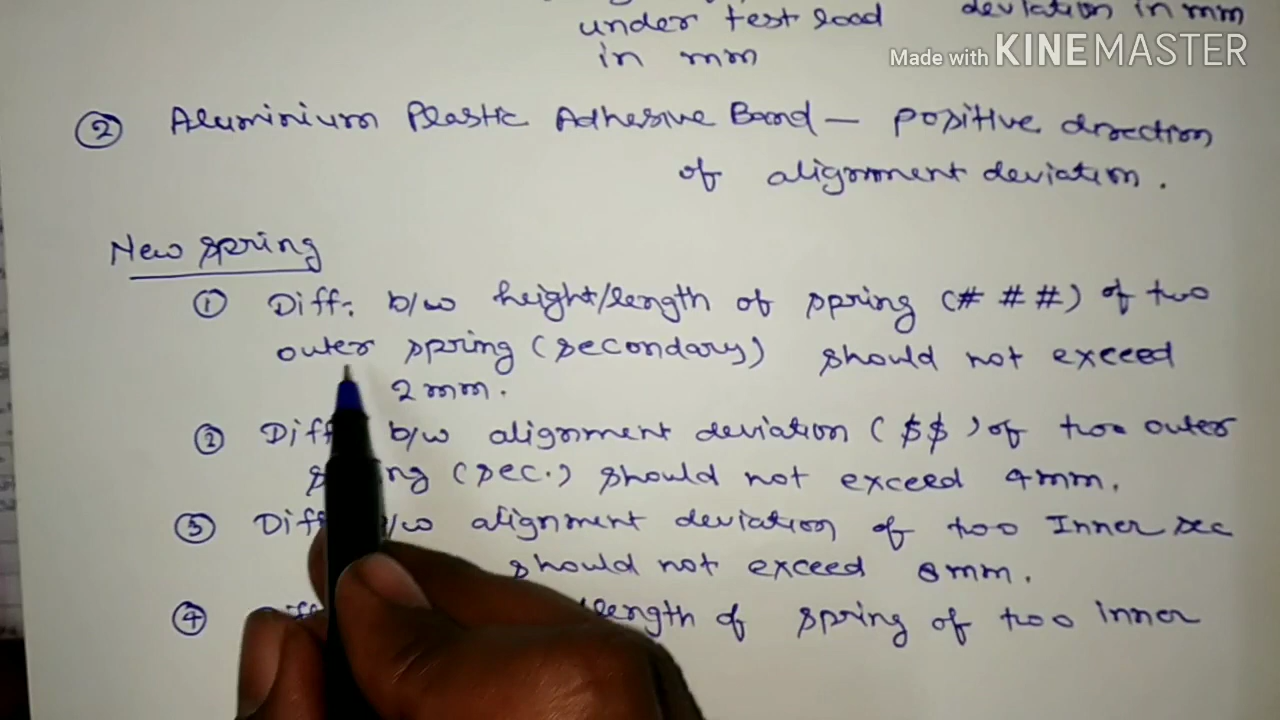 under test load deviation in mm
in mm
Made with KINEMASTER
② Aluminium Plastic Adhesive Band — positive direction
of alignment deviation.
New spring
① Diff: b/w height/length of spring (# # #) of two
outer spring (secondary) should not exceed
2 mm.
② Diff b/w alignment deviation ($$) of two outer
(sec.) should not exceed 4mm.
③ Diff b/w alignment deviation of two Inner sec
should not exceed 8mm.
④ length of spring of two inner